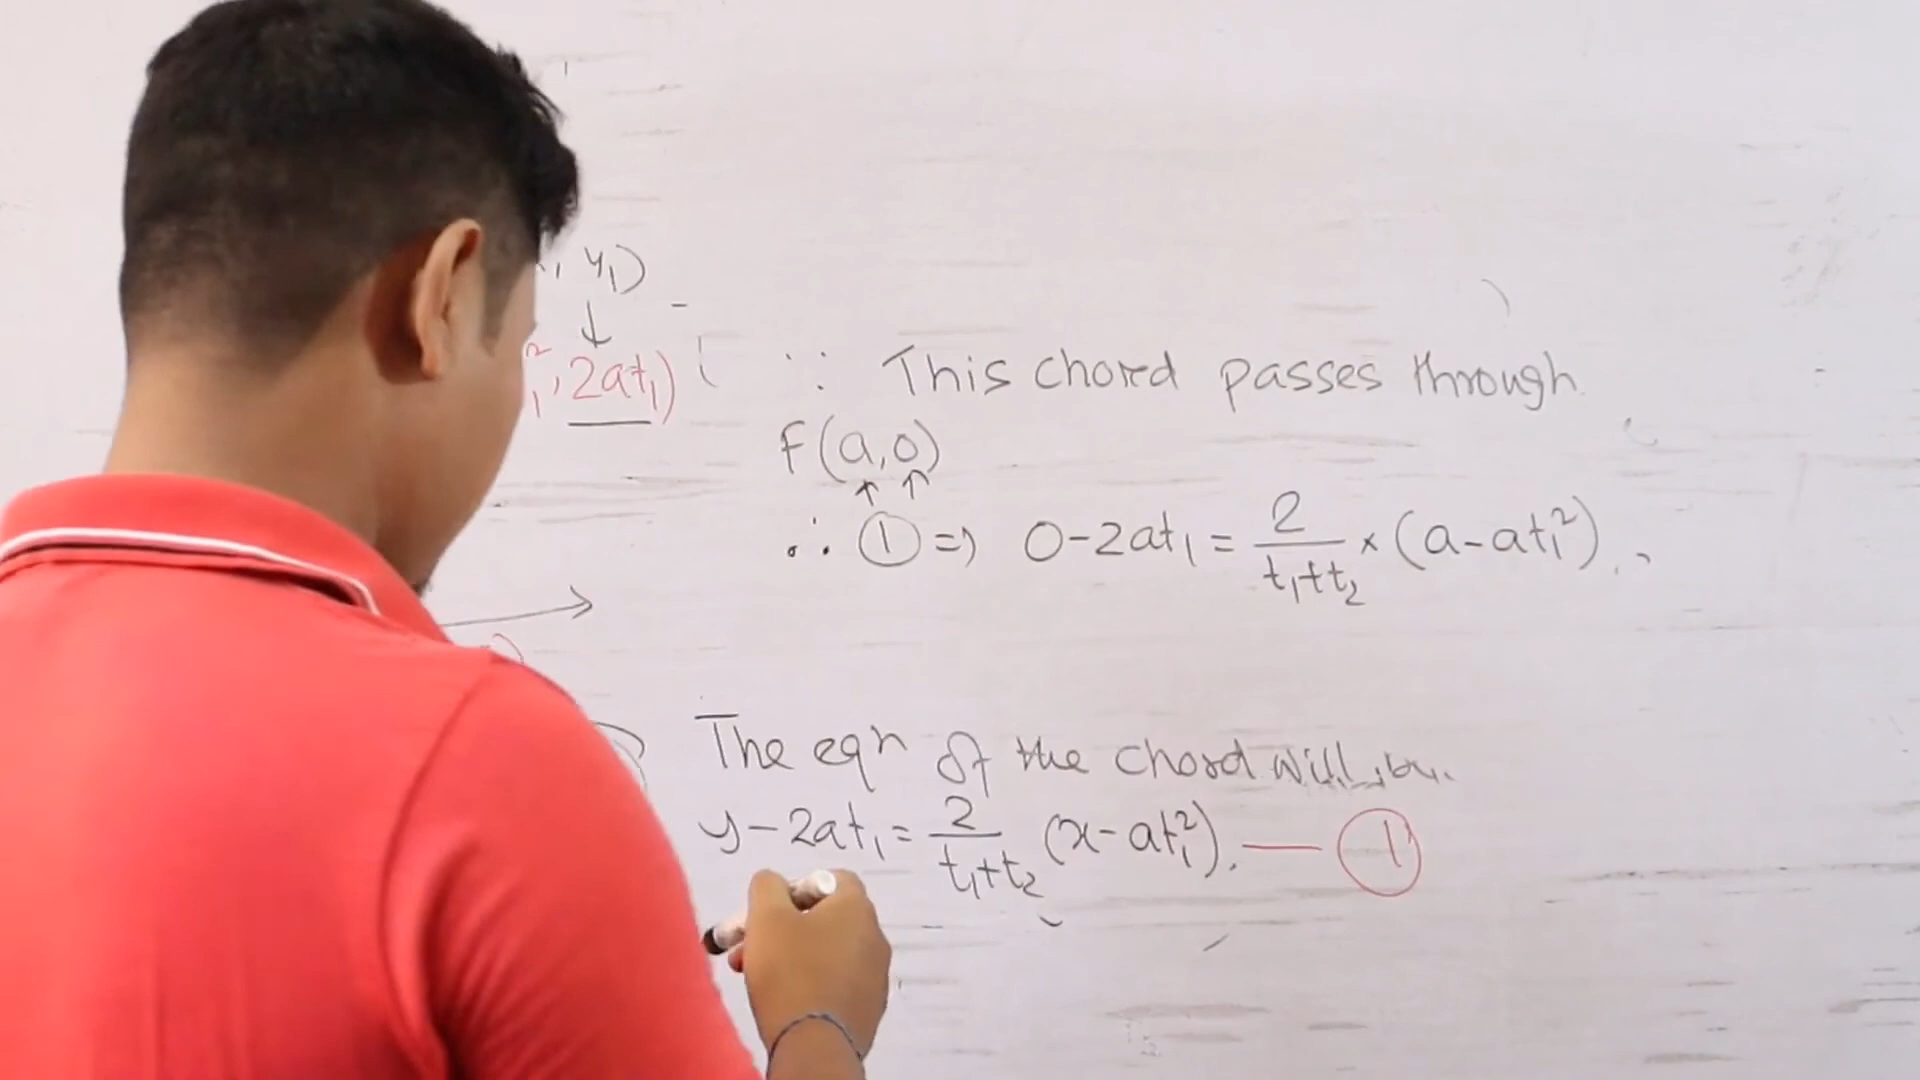 y₁)
↓
2at₁)
∵ This chord passes through
F(a,0)
↑ ↑
∴ ① ⇒ 0-2at₁ = 2/(t₁+t₂) × (a-at₁²).
The eqn of the chord will be.
y-2at₁ = 2/(t₁+t₂) (x-at₁²). — ①